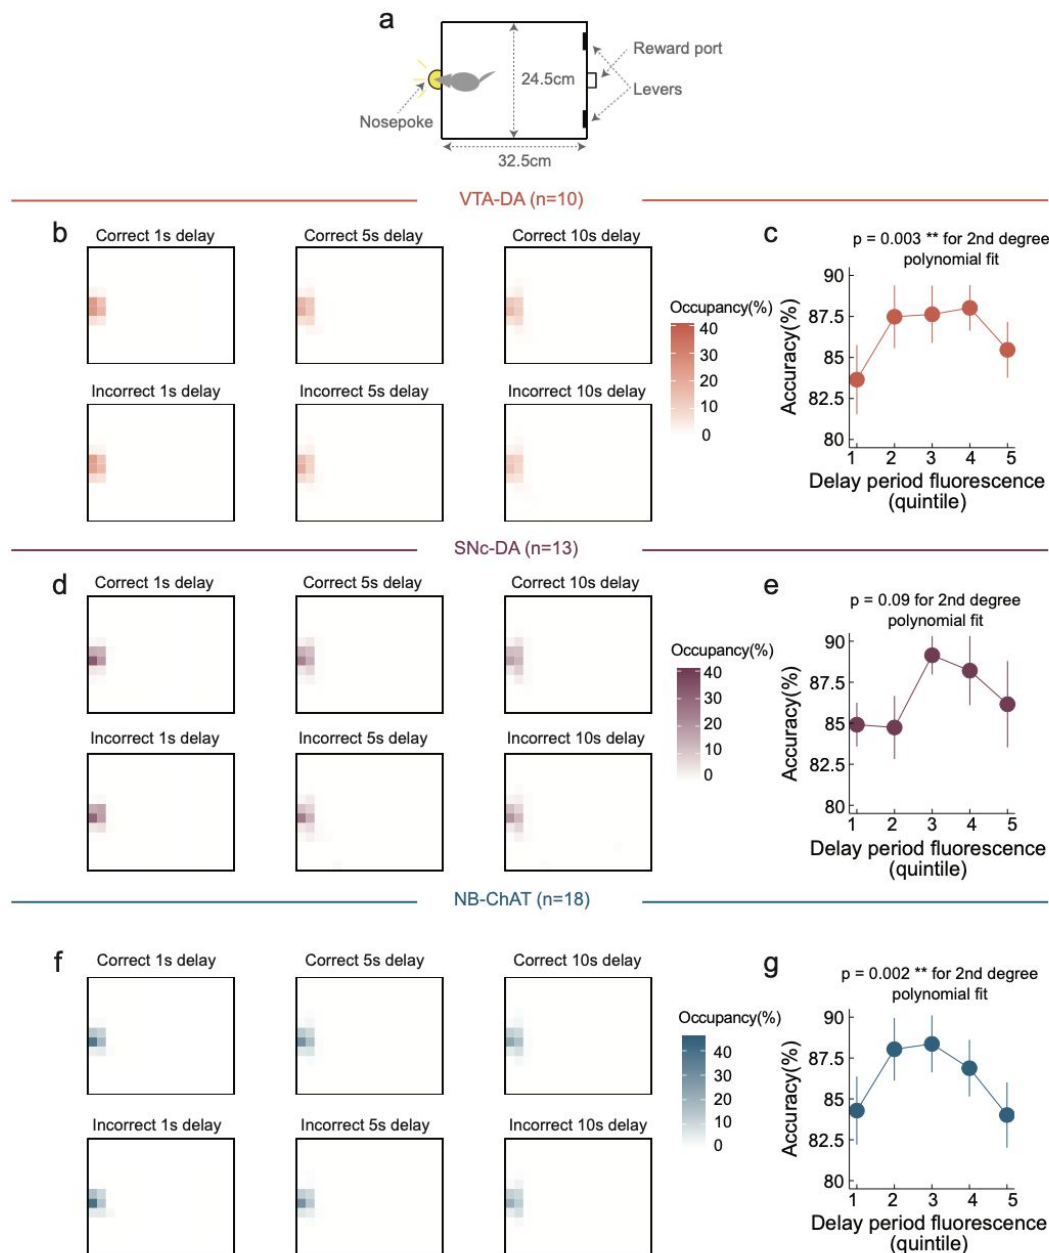 a
Reward port
24.5cm
Levers
Nosepoke
32.5cm
VTA-DA (n=10)
b
Correct 1s delay
Correct 5s delay
Correct 10s delay
Occupancy(%)
40
30
20
10
0
Incorrect 1s delay
Incorrect 5s delay
Incorrect 10s delay
c
p = 0.003 ** for 2nd degree
polynomial fit
Accuracy(%)
90
87.5
85
82.5
80
1 2 3 4 5
Delay period fluorescence
(quintile)
SNc-DA (n=13)
d
Correct 1s delay
Correct 5s delay
Correct 10s delay
Occupancy(%)
40
30
20
10
0
Incorrect 1s delay
Incorrect 5s delay
Incorrect 10s delay
e
p = 0.09 for 2nd degree
polynomial fit
Accuracy(%)
90
87.5
85
82.5
80
1 2 3 4 5
Delay period fluorescence
(quintile)
NB-ChAT (n=18)
f
Correct 1s delay
Correct 5s delay
Correct 10s delay
Occupancy(%)
40
30
20
10
0
Incorrect 1s delay
Incorrect 5s delay
Incorrect 10s delay
g
p = 0.002 ** for 2nd degree
polynomial fit
Accuracy(%)
90
87.5
85
82.5
80
1 2 3 4 5
Delay period fluorescence
(quintile)